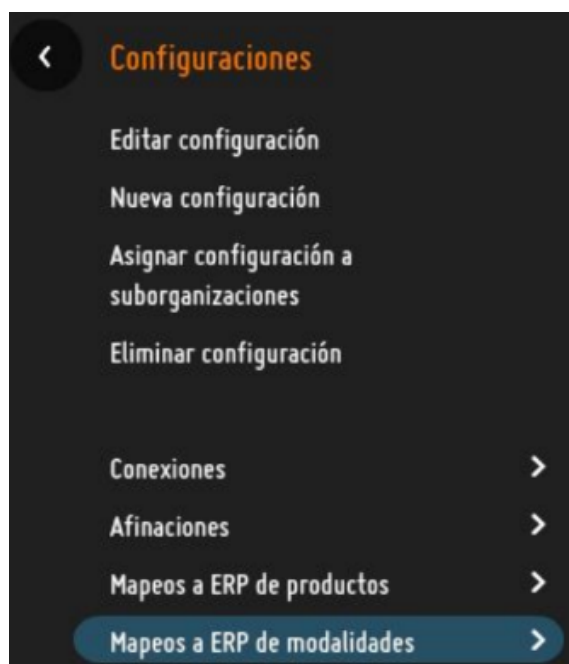 Configuraciones
Editar configuración
Nueva configuración
Asignar configuración a
suborganizaciones
Eliminar configuración
Conexiones
Afinaciones
Mapeos a ERP de productos
Mapeos a ERP de modalidades